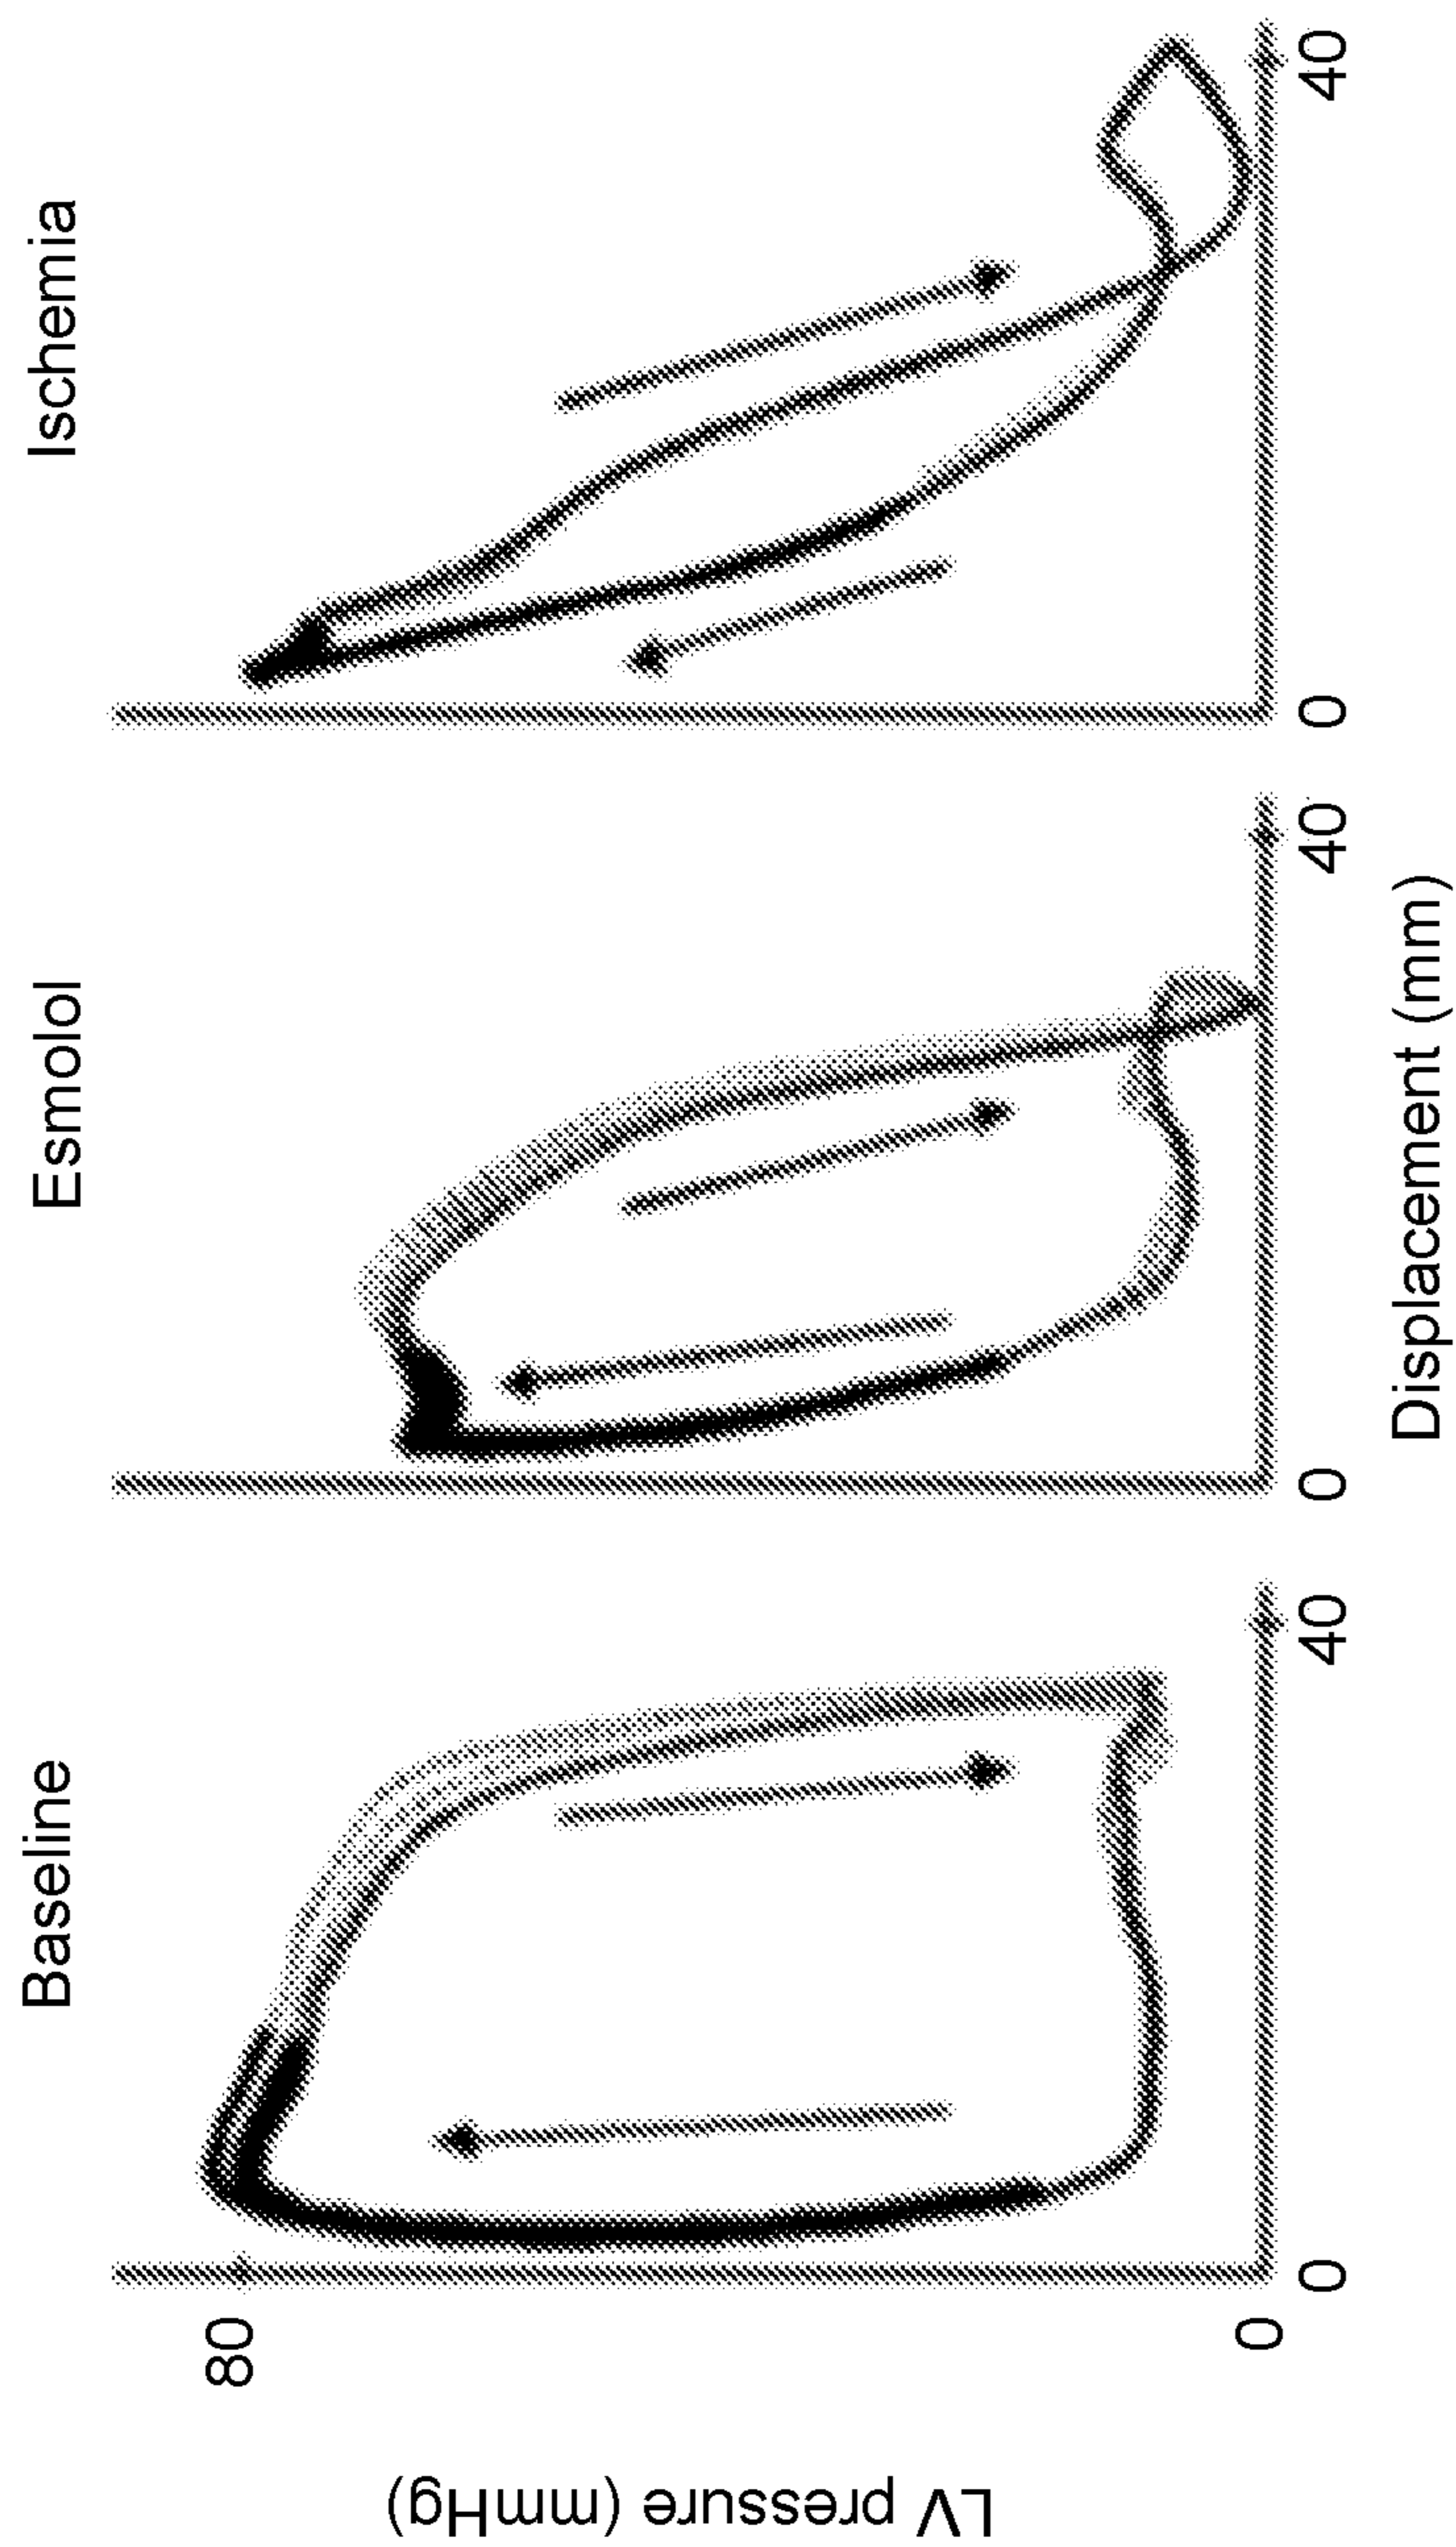 Baseline
Esmolol
Ischemia
LV pressure (mmHg)
80
0
0
40
0
40
0
40
Displacement (mm)